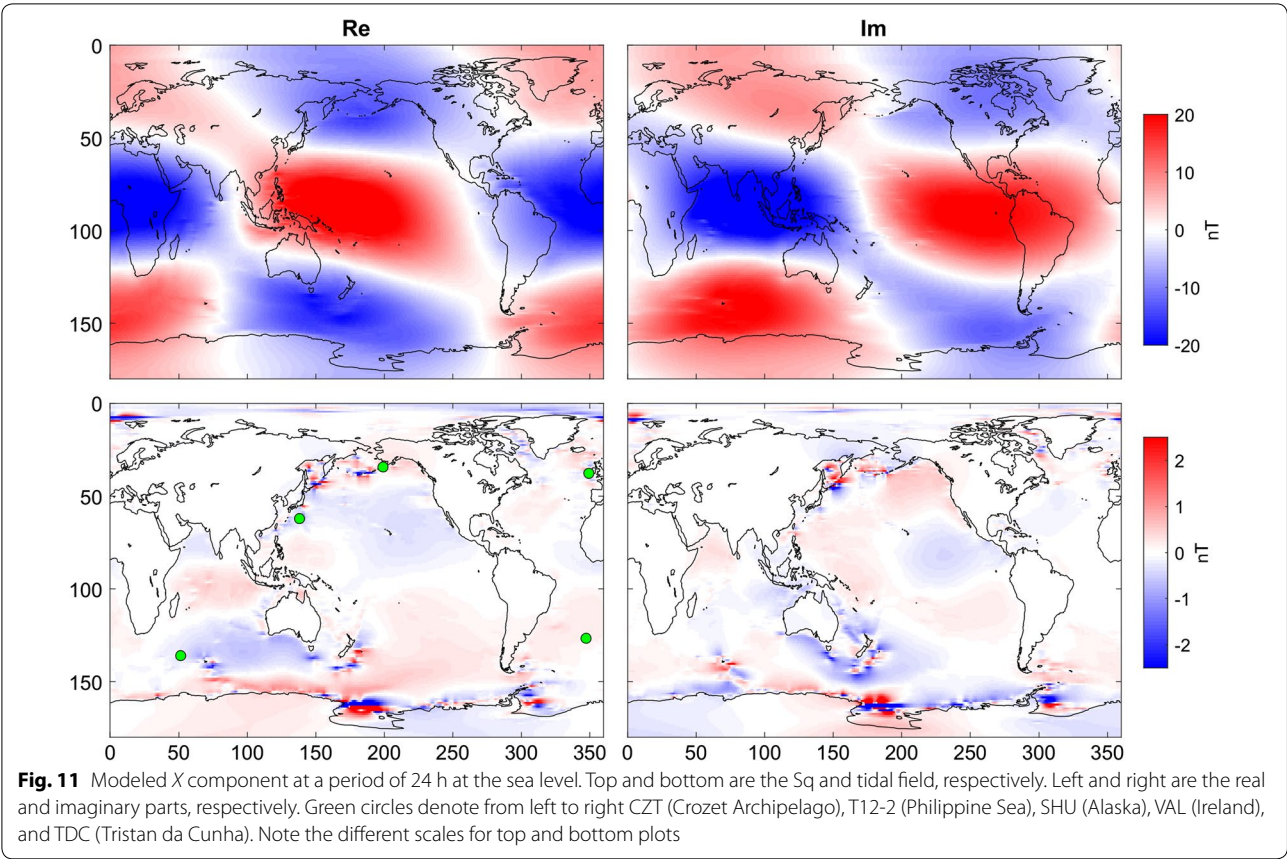 Re
Im
0
50
100
150
20
10
0
-10
-20
nT
0
50
100
150
2
1
0
-1
-2
nT
0 50 100 150 200 250 300 350
0 50 100 150 200 250 300 350
Fig. 11 Modeled X component at a period of 24 h at the sea level. Top and bottom are the Sq and tidal field, respectively. Left and right are the real
and imaginary parts, respectively. Green circles denote from left to right CZT (Crozet Archipelago), T12-2 (Philippine Sea), SHU (Alaska), VAL (Ireland),
and TDC (Tristan da Cunha). Note the different scales for top and bottom plots